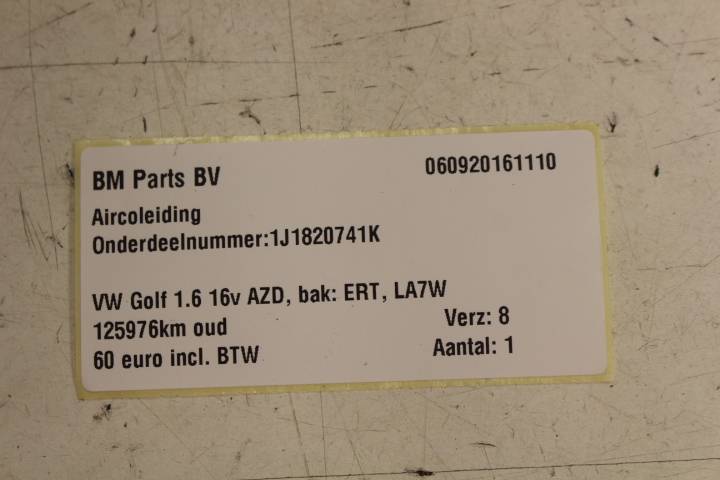 BM Parts BV 060920161110
Aircoleiding
Onderdeelnummer:1J1820741K
VW Golf 1.6 16v AZD, bak: ERT, LA7W
125976km oud Verz: 8
60 euro incl. BTW Aantal: 1